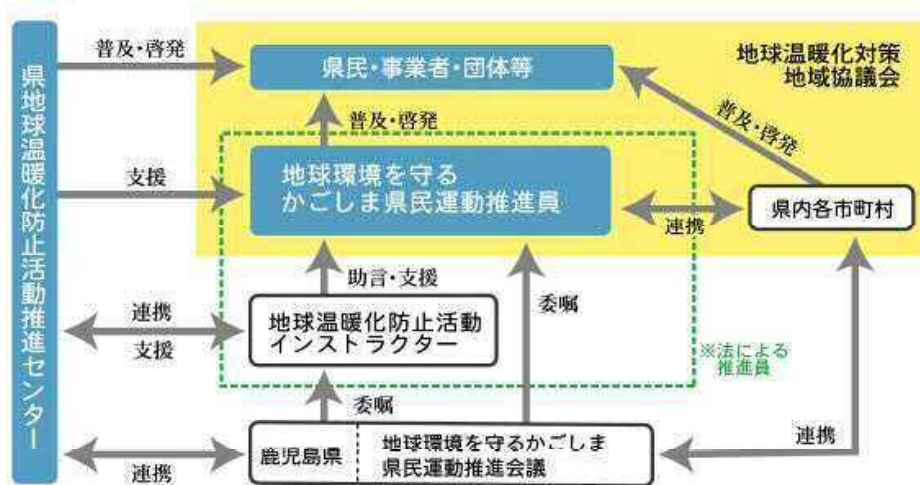 県地球温暖化防止活動推進センター
普及・啓発
県民・事業者・団体等
地球温暖化対策
地域協議会
普及・啓発
普及・啓発
支援
地球環境を守る
かごしま県民運動推進員
連携
県内各市町村
助言・支援
委嘱
連携
支援
地球温暖化防止活動
インストラクター
※法による
推進員
委嘱
鹿児島県
地球環境を守るかごしま
県民運動推進会議
連携
連携